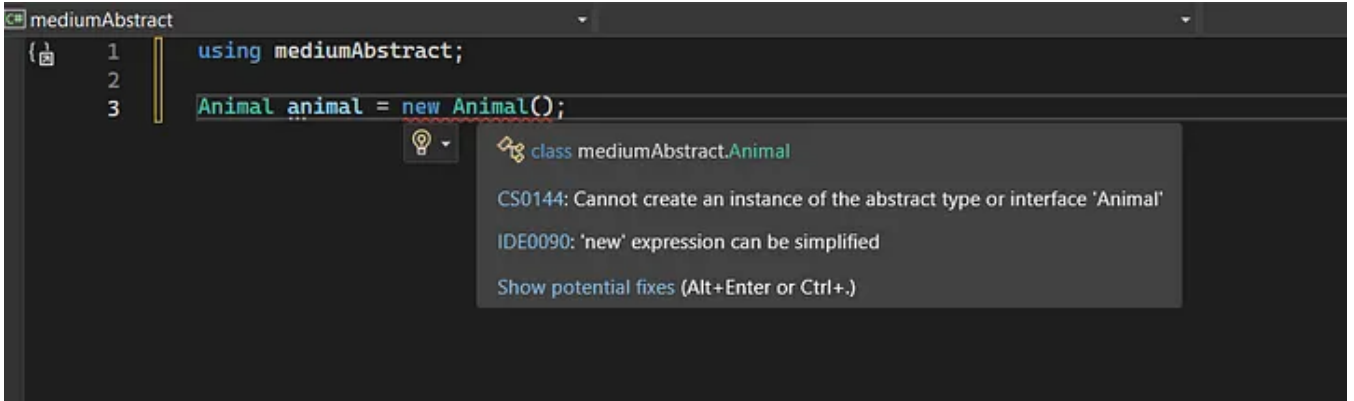 C# mediumAbstract
1 using mediumAbstract;
2
3 Animal animal = new Animal();
class mediumAbstract.Animal
CS0144: Cannot create an instance of the abstract type or interface 'Animal'
IDE0090: 'new' expression can be simplified
Show potential fixes (Alt+Enter or Ctrl+.)